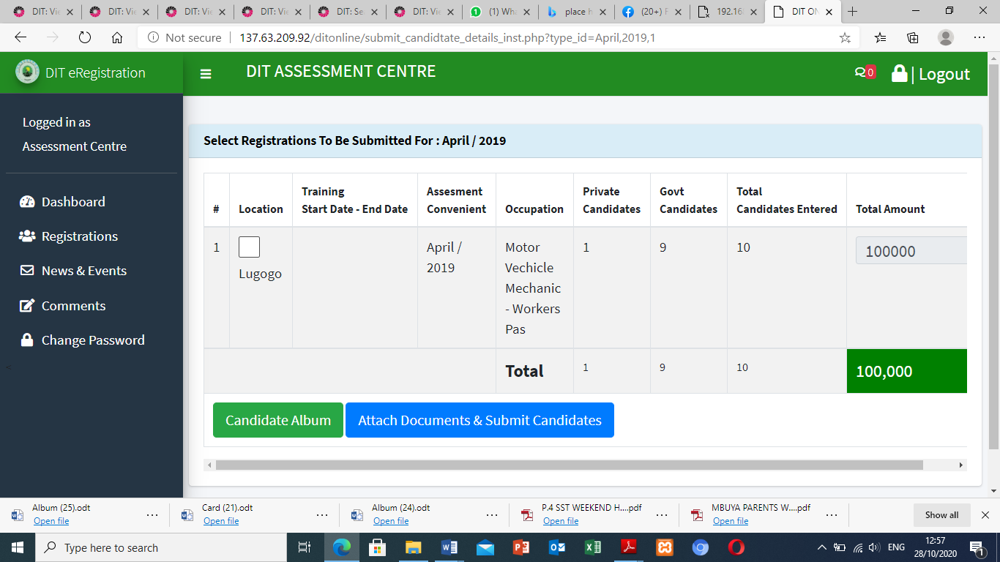 DIT: Vie
DIT: Vie
DIT: Vie
DIT: Vie
DIT: Se
DIT: Vie
(1) Wha
place h
(20+) F
192.16
DIT ON
Not secure
137.63.209.92/ditonline/submit_candidtate_details_inst.php?type_id=April,2019,1
DIT eRegistration
DIT ASSESSMENT CENTRE
0
| Logout
Logged in as
Assessment Centre
Dashboard
Registrations
News & Events
Comments
Change Password
Select Registrations To Be Submitted For : April / 2019
# Location Training Start Date - End Date Assesment Convenient Occupation Private Candidates Govt Candidates Total Candidates Entered Total Amount
1 Lugogo April / 2019 Motor Vechicle Mechanic - Workers Pas 1 9 10 100000
Total 1 9 10 100,000
Candidate Album
Attach Documents & Submit Candidates
Album (25).odt
Open file
Card (21).odt
Open file
Album (24).odt
Open file
P.4 SST WEEKEND H....pdf
Open file
MBUYA PARENTS W....pdf
Open file
Show all
Type here to search
ENG
12:57
28/10/2020
1